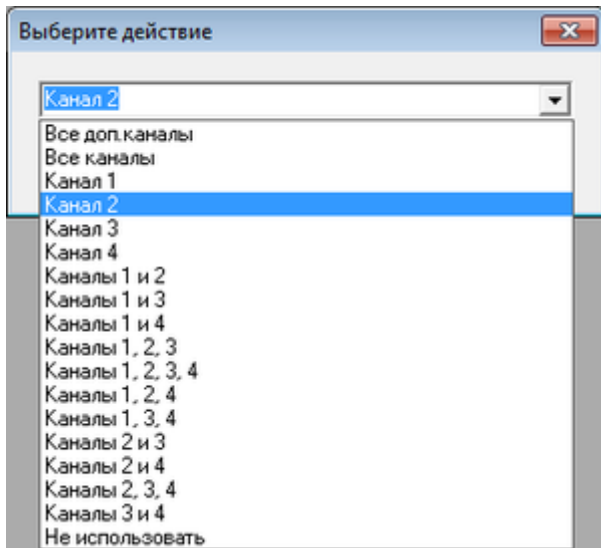 Выберите действие
Канал 2
Все доп.каналы
Все каналы
Канал 1
Канал 2
Канал 3
Канал 4
Каналы 1 и 2
Каналы 1 и 3
Каналы 1 и 4
Каналы 1, 2, 3
Каналы 1, 2, 3, 4
Каналы 1, 2, 4
Каналы 1, 3, 4
Каналы 2 и 3
Каналы 2 и 4
Каналы 2, 3, 4
Каналы 3 и 4
Не использовать